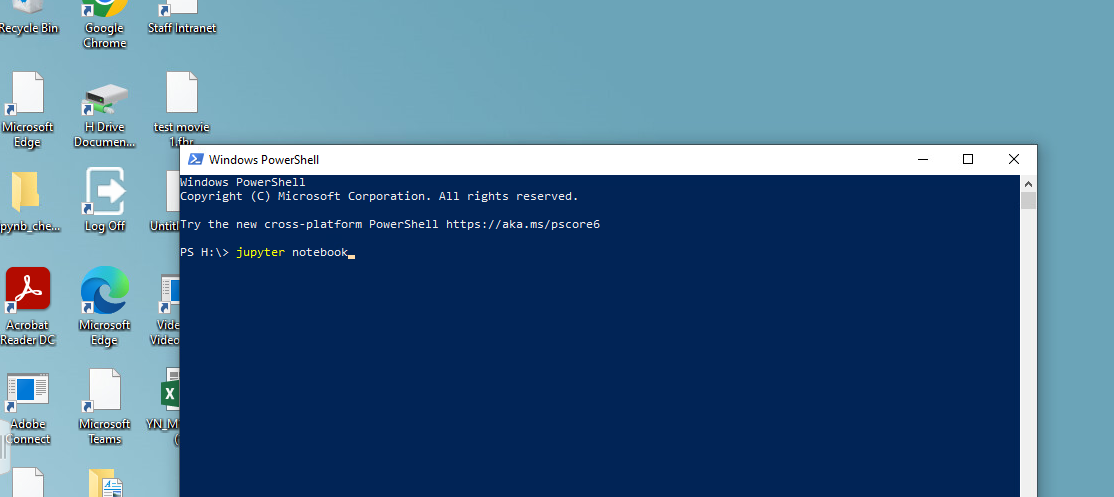 Recycle Bin
Google
Chrome
Staff Intranet
Microsoft
Edge
H Drive
Documen...
test movie
1.fbr
pynb_che...
Log Off
Untitl
Acrobat
Reader DC
Microsoft
Edge
Vide
Video
Adobe
Connect
Microsoft
Teams
YN_M
(
Windows PowerShell
Windows PowerShell
Copyright (C) Microsoft Corporation. All rights reserved.
Try the new cross-platform PowerShell https://aka.ms/pscore6
PS H:\> jupyter notebook